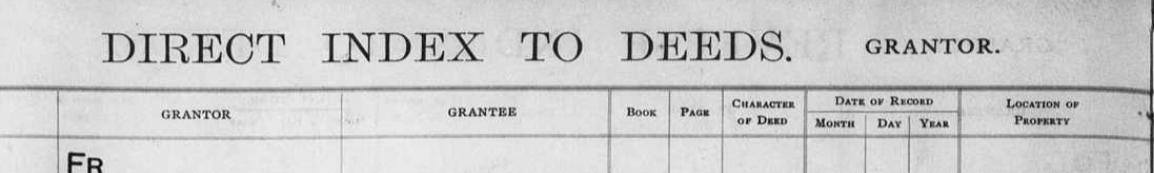 DIRECT INDEX TO DEEDS. GRANTOR.
GRANTOR GRANTEE BOOK PAGE CHARACTER OF DEED DATE OF RECORD LOCATION OF PROPERTY
MONTH DAY YEAR
FR